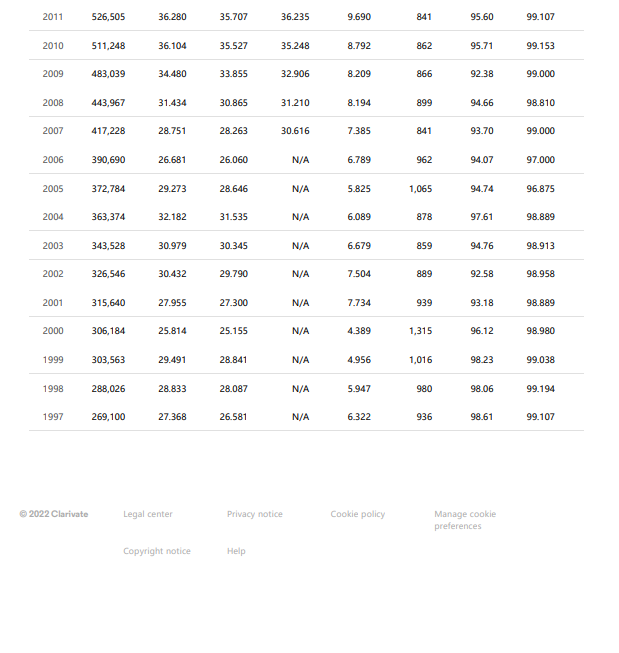 2011 526,505 36.280 35.707 36.235 9.690 841 95.60 99.107
2010 511,248 36.104 35.527 35.248 8.792 862 95.71 99.153
2009 483,039 34.480 33.855 32.906 8.209 866 92.38 99.000
2008 443,967 31.434 30.865 31.210 8.194 899 94.66 98.810
2007 417,228 28.751 28.263 30.616 7.385 841 93.70 99.000
2006 390,690 26.681 26.060 N/A 6.789 962 94.07 97.000
2005 372,784 29.273 28.646 N/A 5.825 1,065 94.74 96.875
2004 363,374 32.182 31.535 N/A 6.089 878 97.61 98.889
2003 343,528 30.979 30.345 N/A 6.679 859 94.76 98.913
2002 326,546 30.432 29.790 N/A 7.504 889 92.58 98.958
2001 315,640 27.955 27.300 N/A 7.734 939 93.18 98.889
2000 306,184 25.814 25.155 N/A 4.389 1,315 96.12 98.980
1999 303,563 29.491 28.841 N/A 4.956 1,016 98.23 99.038
1998 288,026 28.833 28.087 N/A 5.947 980 98.06 99.194
1997 269,100 27.368 26.581 N/A 6.322 936 98.61 99.107
© 2022 Clarivate Legal center Privacy notice Cookie policy Manage cookie
preferences
Copyright notice Help